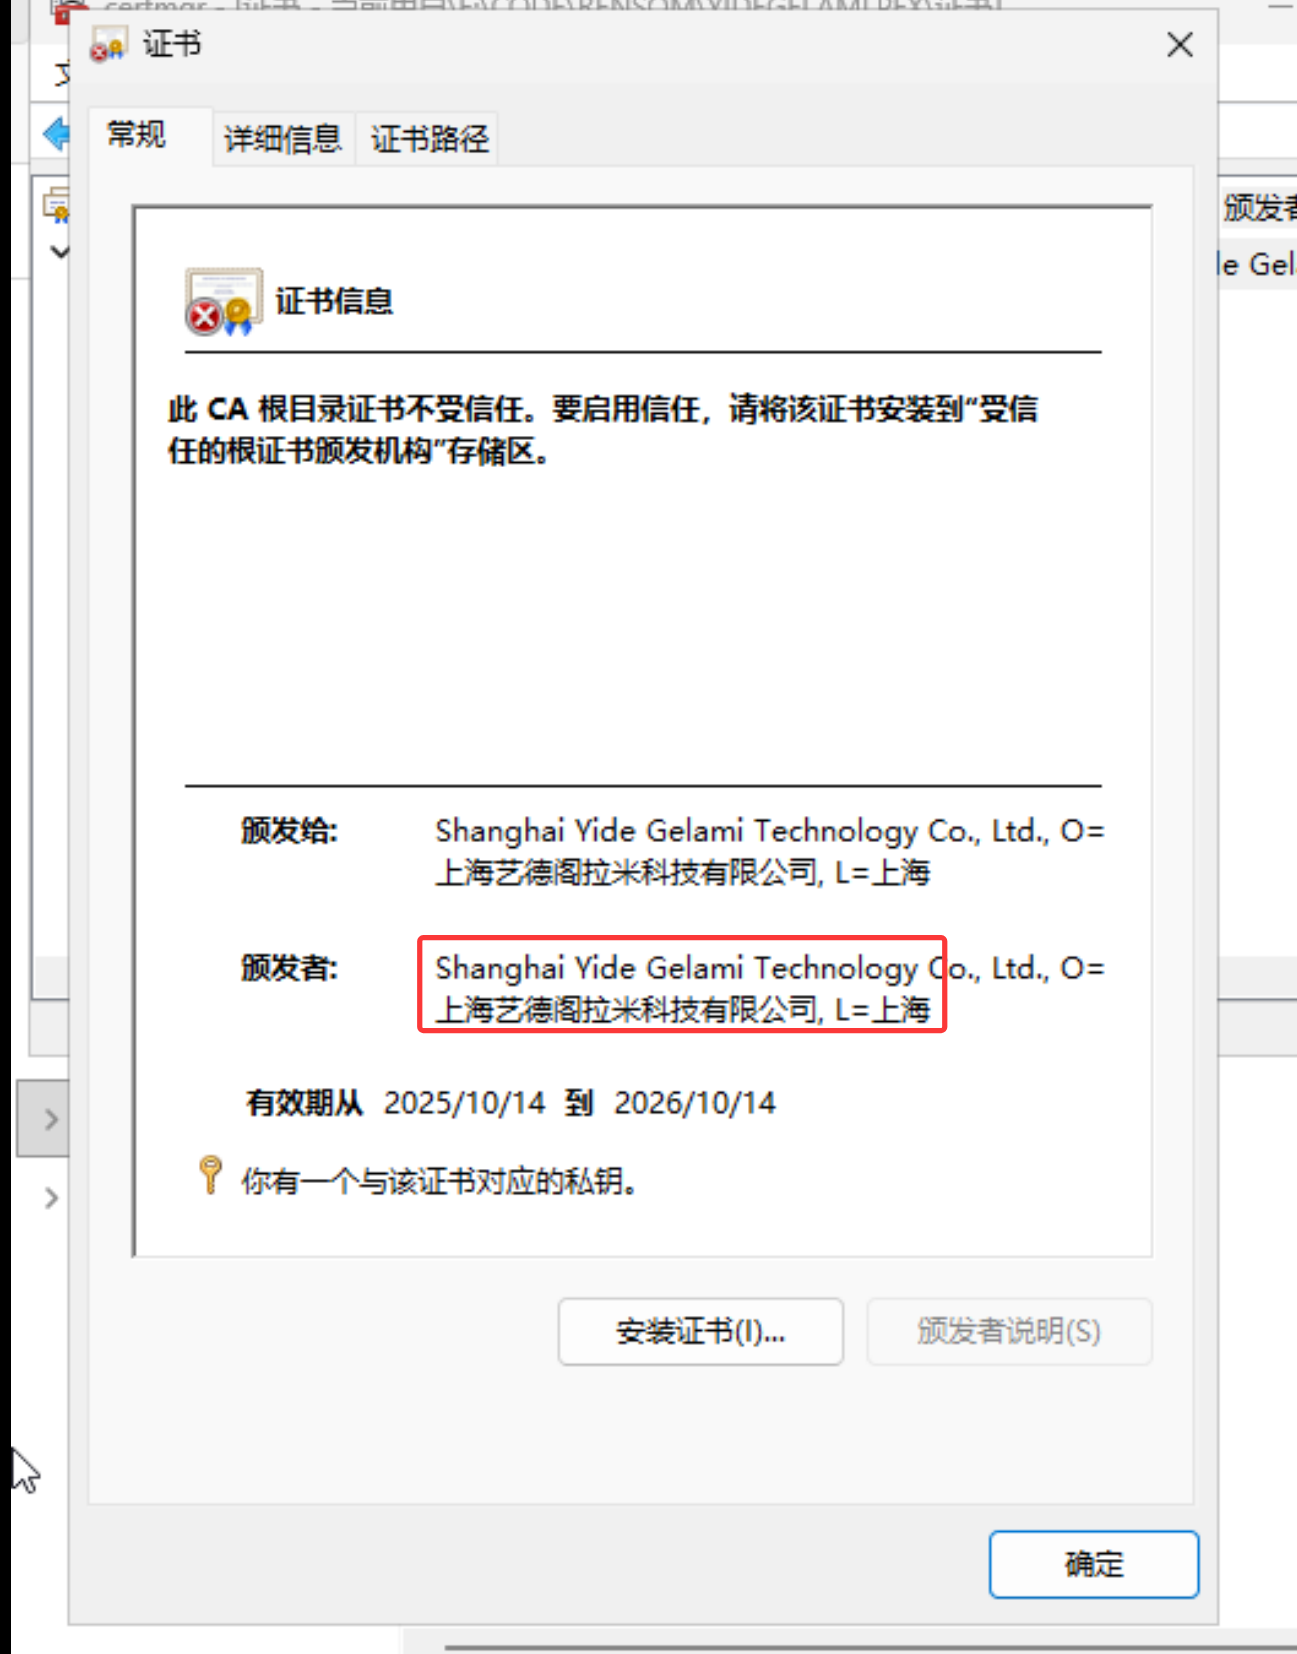 证书
常规
详细信息
证书路径
颁发者
证书信息
此 CA 根目录证书不受信任。要启用信任，请将该证书安装到“受信
任的根证书颁发机构”存储区。
颁发给:
Shanghai Yide Gelami Technology Co., Ltd., O=
上海艺德阁拉米科技有限公司, L=上海
颁发者:
Shanghai Yide Gelami Technology Co., Ltd., O=
上海艺德阁拉米科技有限公司, L=上海
有效期从 2025/10/14 到 2026/10/14
你有一个与该证书对应的私钥。
安装证书(I)...
颁发者说明(S)
确定